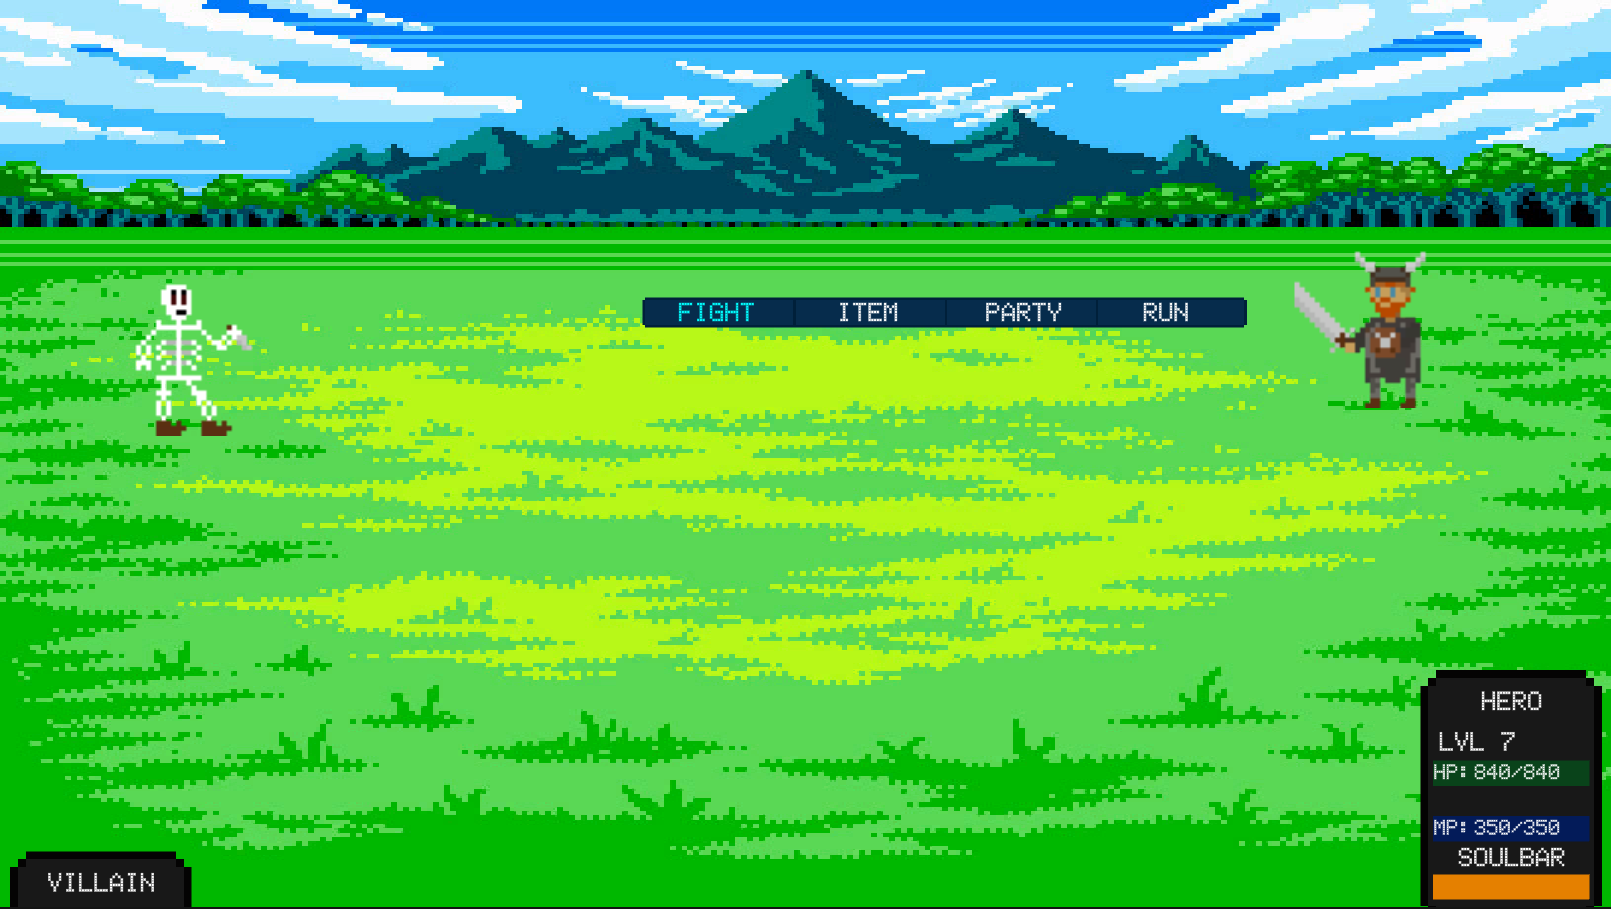 FIGHT ITEM PARTY RUN
HERO
LVL 7
HP: 840/840
MP: 350/350
SOULBAR
VILLAIN